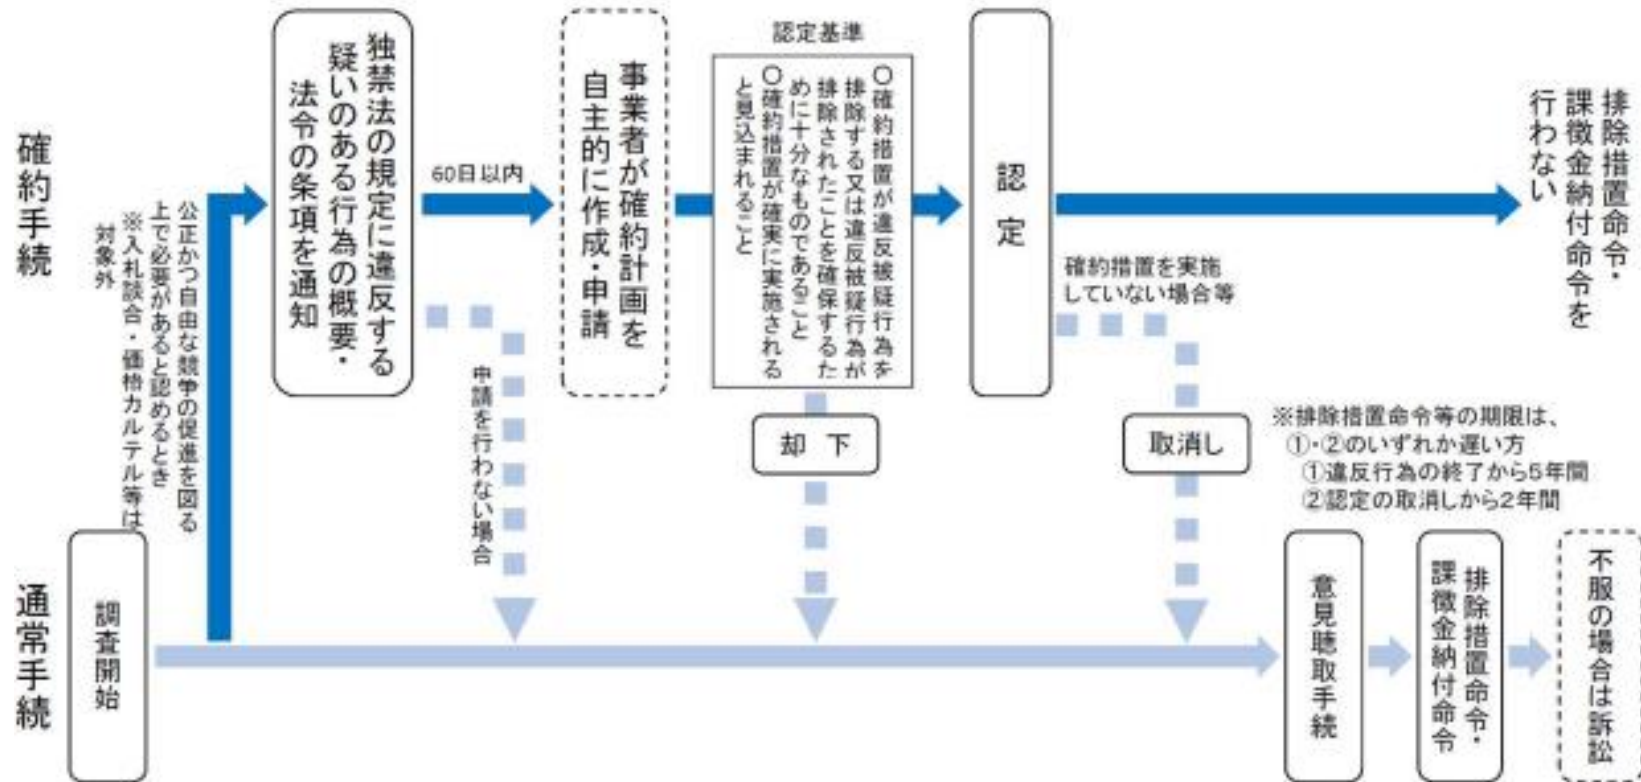 確約手続
公正かつ自由な競争の促進を図る
上で必要があると認めるとき
※入札談合・価格カルテル等は
対象外
独禁法の規定に違反する
疑いのある行為の概要・
法令の条項を通知
60日以内
事業者が確約計画を
自主的に作成・申請
認定基準
○確約措置が違反被疑行為を
排除する又は違反被疑行為が
排除されたことを確保するた
めに十分なものであること
○確約措置が確実に実施される
と見込まれること
認定
排除措置命令・
課徴金納付命令を
行わない
申請を行わない場合
却下
確約措置を実施
していない場合等
取消し
※排除措置命令等の期限は、
①・②のいずれか遅い方
①違反行為の終了から5年間
②認定の取消しから2年間
通常手続
調査開始
意見聴取手続
排除措置命令・
課徴金納付命令
不服の場合は訴訟